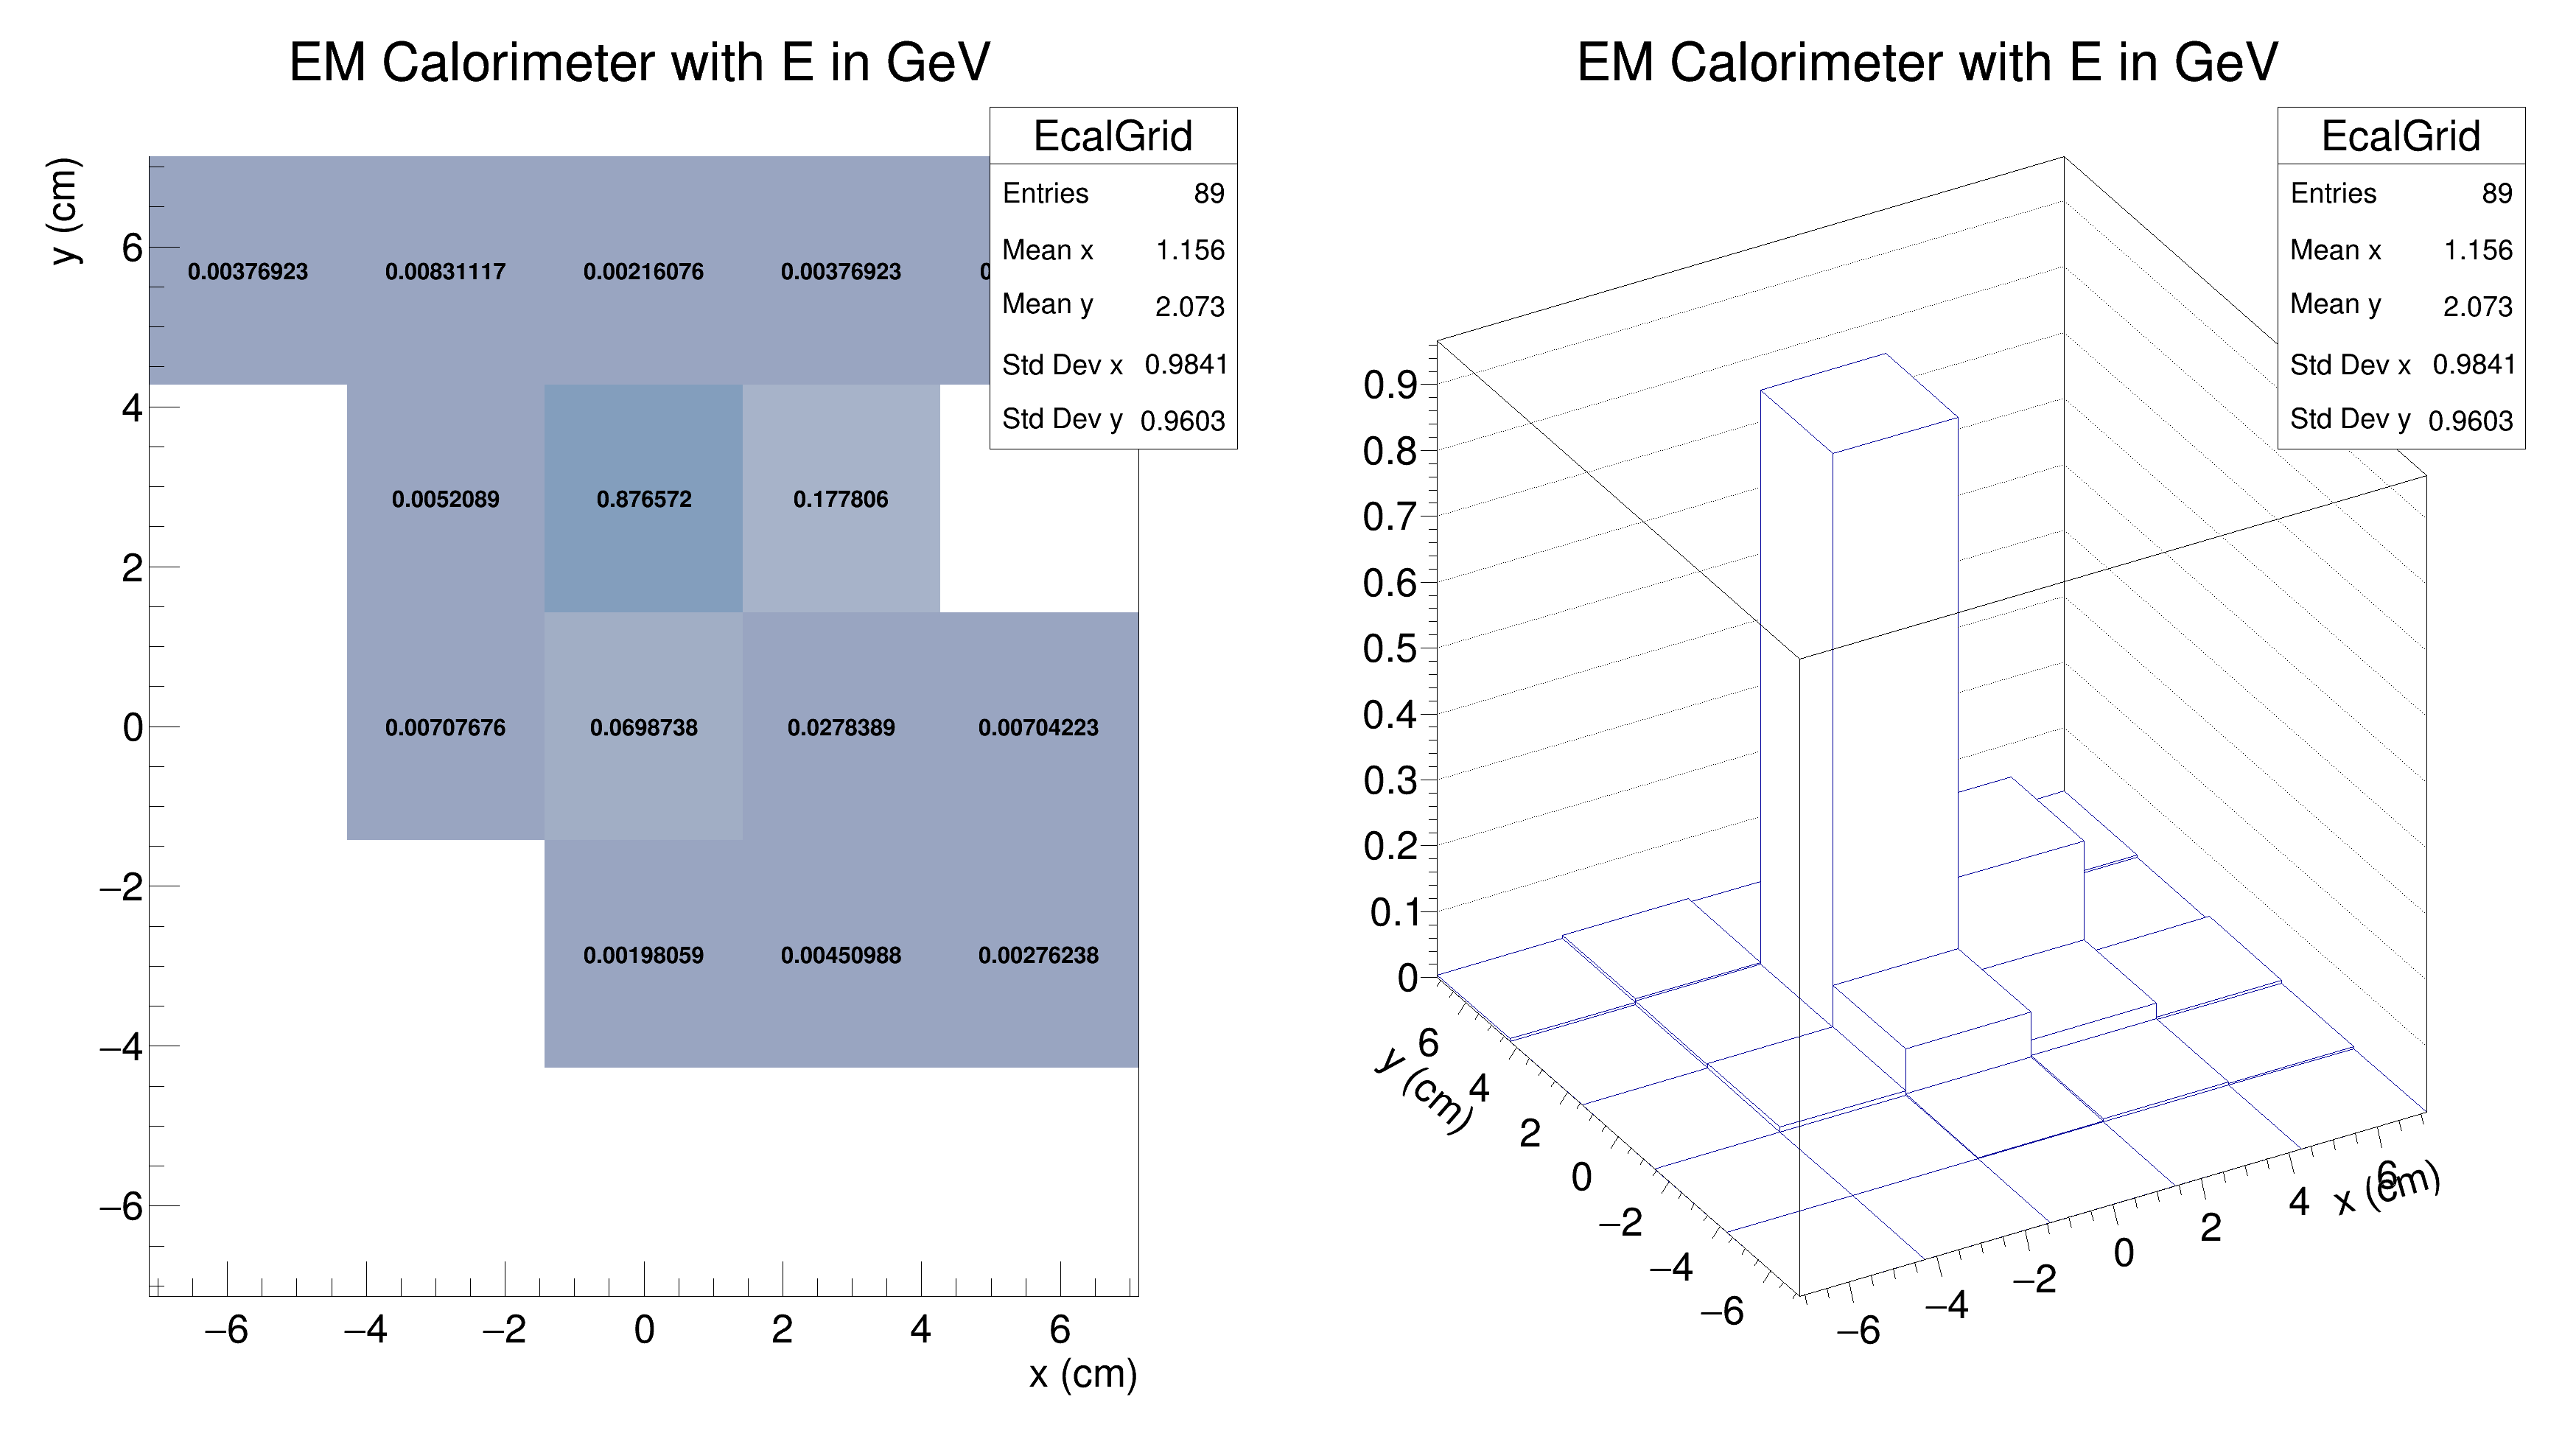 EM Calorimeter with E in GeV
EcalGrid
Entries 89
Mean x 1.156
Mean y 2.073
Std Dev x 0.9841
Std Dev y 0.9603
y (cm)
6
4
2
0
−2
−4
−6
0.00376923 0.00831117 0.00216076 0.00376923
0.0052089 0.876572 0.177806
0.00707676 0.0698738 0.0278389 0.00704223
0.00198059 0.00450988 0.00276238
−6 −4 −2 0 2 4 6
x (cm)
EM Calorimeter with E in GeV
EcalGrid
Entries 89
Mean x 1.156
Mean y 2.073
Std Dev x 0.9841
Std Dev y 0.9603
0.9
0.8
0.7
0.6
0.5
0.4
0.3
0.2
0.1
0
y (cm)
6
4
2
0
−2
−4
−6
−6
−4
−2
0
2
4
6
x (cm)